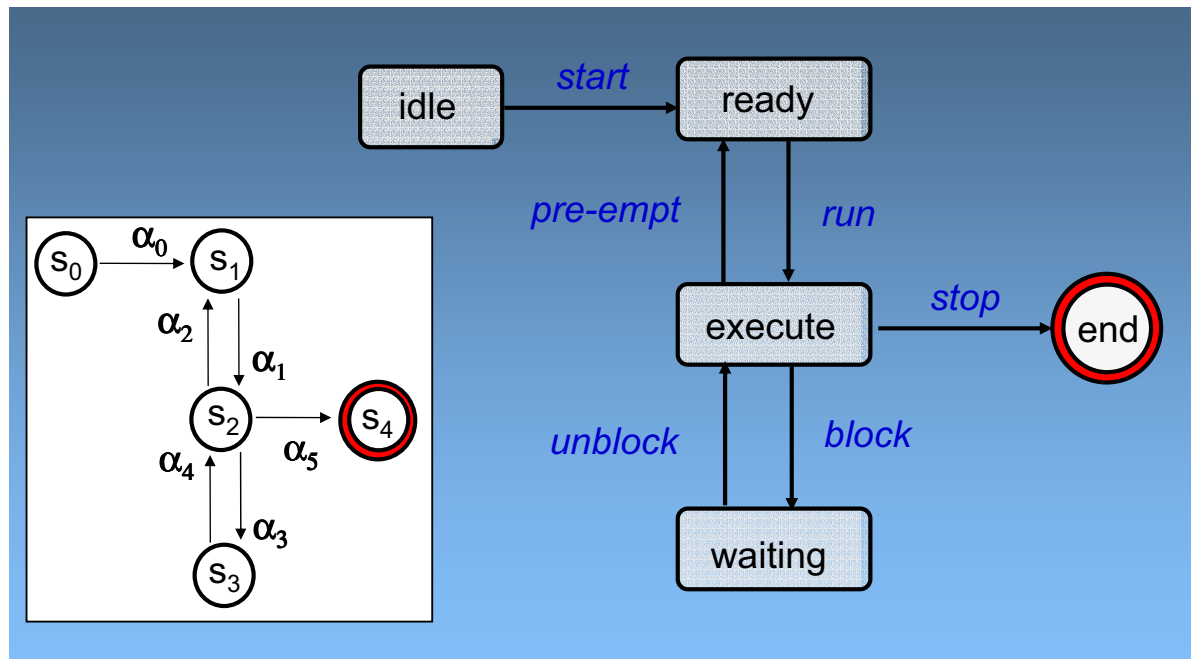 start
idle
ready
pre-empt
run
α₀
s₀
s₁
α₂
α₁
execute
stop
end
s₂
s₄
α₅
α₄
unblock
block
α₃
waiting
s₃